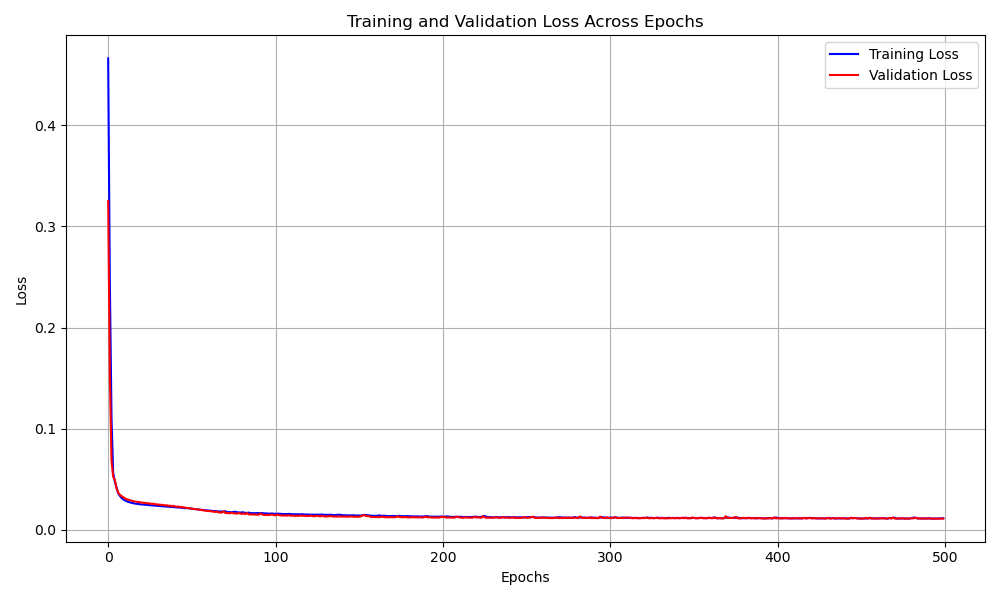 Training and Validation Loss Across Epochs
Training Loss
Validation Loss
Loss
0.4
0.3
0.2
0.1
0.0
0
100
200
300
400
500
Epochs